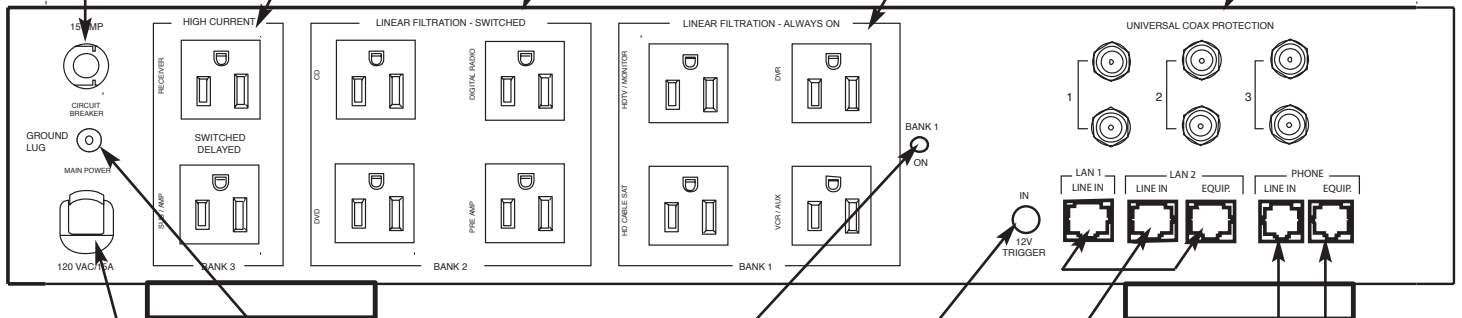 15 AMP
CIRCUIT
BREAKER
GROUND
LUG
MAIN POWER
120 VAC/15A
HIGH CURRENT
RECEIVER
SWITCHED
DELAYED
SUB / AMP
BANK 3
LINEAR FILTRATION - SWITCHED
CD
DIGITAL RADIO
DVD
PRE AMP
BANK 2
LINEAR FILTRATION - ALWAYS ON
HDTV / MONITOR
DVR
HD CABLE SAT
VCR / AUX
BANK 1
BANK 1
ON
IN
12V
TRIGGER
UNIVERSAL COAX PROTECTION
1
2
3
LAN 1
LINE IN
LAN 2
LINE IN EQUIP.
PHONE
LINE IN EQUIP.